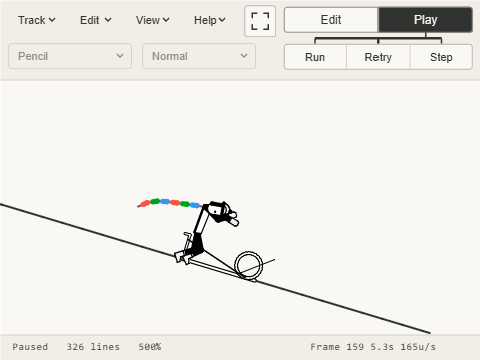 Track Edit View Help Edit Play
Pencil Normal Run Retry Step
Paused 326 lines 500% Frame 159 5.3s 165u/s